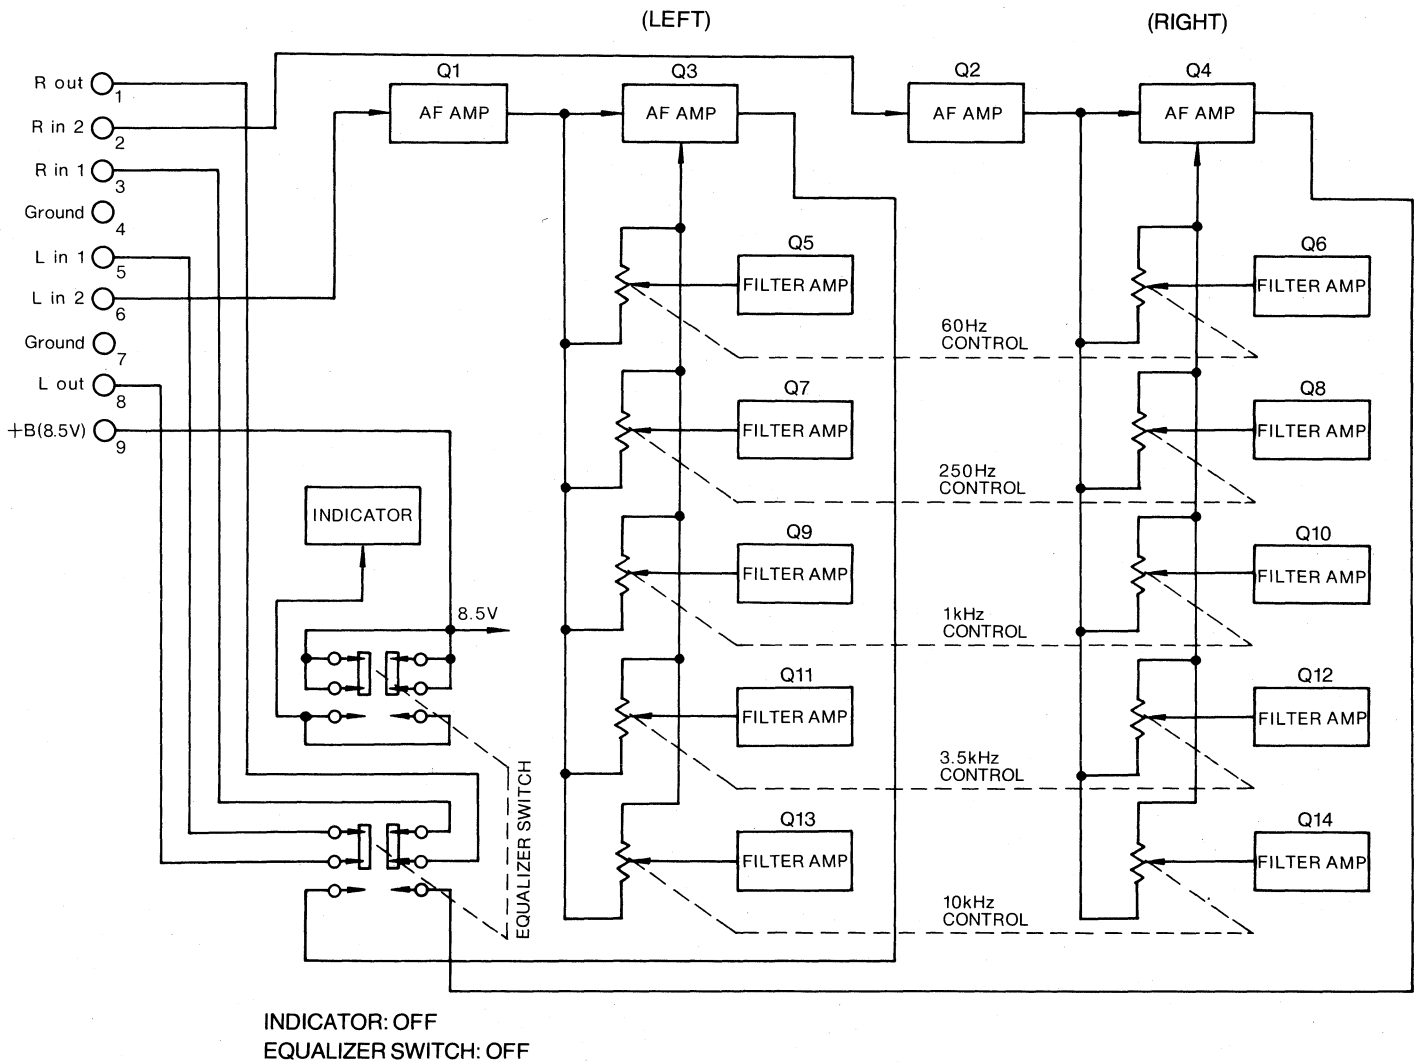 (LEFT)
(RIGHT)
R out 1
R in 2 2
R in 1 3
Ground 4
L in 1 5
L in 2 6
Ground 7
L out 8
+B(8.5V) 9
Q1
AF AMP
Q3
AF AMP
Q2
AF AMP
Q4
AF AMP
Q5
FILTER AMP
Q6
FILTER AMP
60Hz
CONTROL
Q7
FILTER AMP
Q8
FILTER AMP
250Hz
CONTROL
INDICATOR
Q9
FILTER AMP
Q10
FILTER AMP
8.5V
1kHz
CONTROL
Q11
FILTER AMP
Q12
FILTER AMP
3.5kHz
CONTROL
EQUALIZER SWITCH
Q13
FILTER AMP
Q14
FILTER AMP
10kHz
CONTROL
INDICATOR: OFF
EQUALIZER SWITCH: OFF